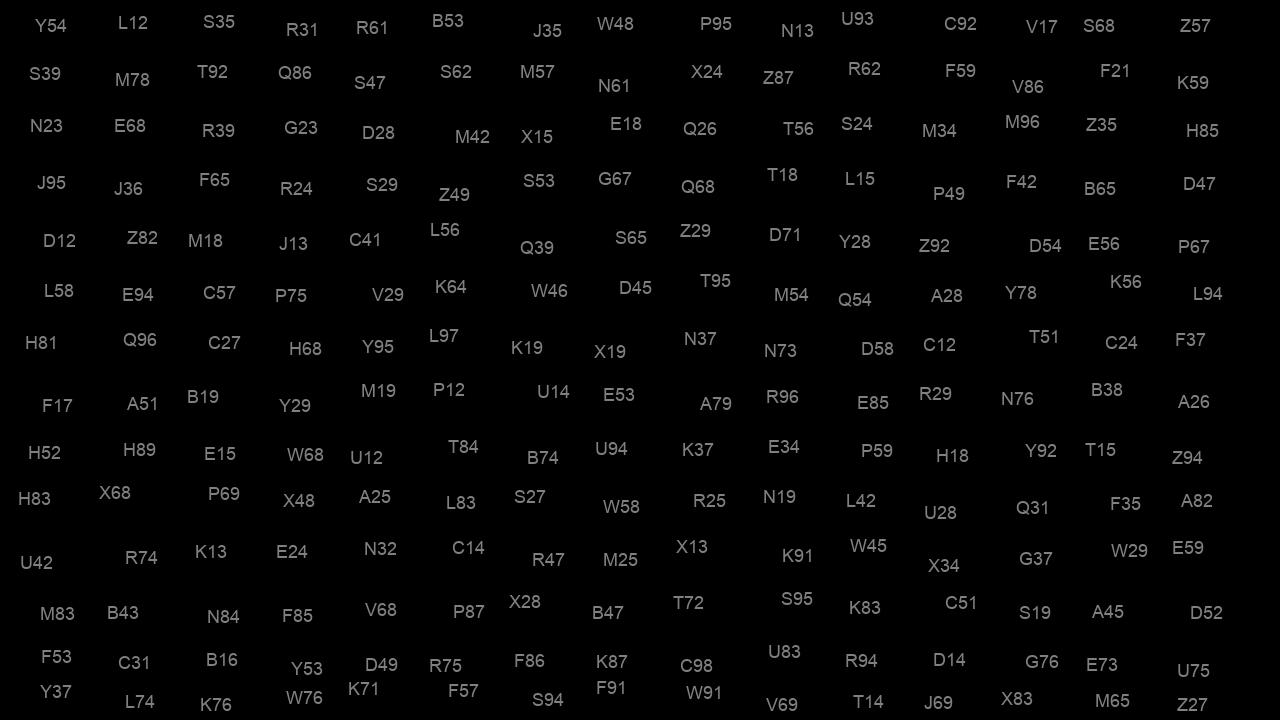 Y54 L12 S35 R31 R61 B53 J35 W48 P95 N13 U93 C92 V17 S68 Z57
S39 M78 T92 Q86 S47 S62 M57 N61 X24 Z87 R62 F59 V86 F21 K59
N23 E68 R39 G23 D28 M42 X15 E18 Q26 T56 S24 M34 M96 Z35 H85
J95 J36 F65 R24 S29 Z49 S53 G67 Q68 T18 L15 P49 F42 B65 D47
D12 Z82 M18 J13 C41 L56 Q39 S65 Z29 D71 Y28 Z92 D54 E56 P67
L58 E94 C57 P75 V29 K64 W46 D45 T95 M54 Q54 A28 Y78 K56 L94
H81 Q96 C27 H68 Y95 L97 K19 X19 N37 N73 D58 C12 T51 C24 F37
F17 A51 B19 Y29 M19 P12 U14 E53 A79 R96 E85 R29 N76 B38 A26
H52 H89 E15 W68 U12 T84 B74 U94 K37 E34 P59 H18 Y92 T15 Z94
H83 X68 P69 X48 A25 L83 S27 W58 R25 N19 L42 U28 Q31 F35 A82
U42 R74 K13 E24 N32 C14 R47 M25 X13 K91 W45 X34 G37 W29 E59
M83 B43 N84 F85 V68 P87 X28 B47 T72 S95 K83 C51 S19 A45 D52
F53 C31 B16 Y53 D49 R75 F86 K87 C98 U83 R94 D14 G76 E73 U75
Y37 L74 K76 W76 K71 F57 S94 F91 W91 V69 T14 J69 X83 M65 Z27